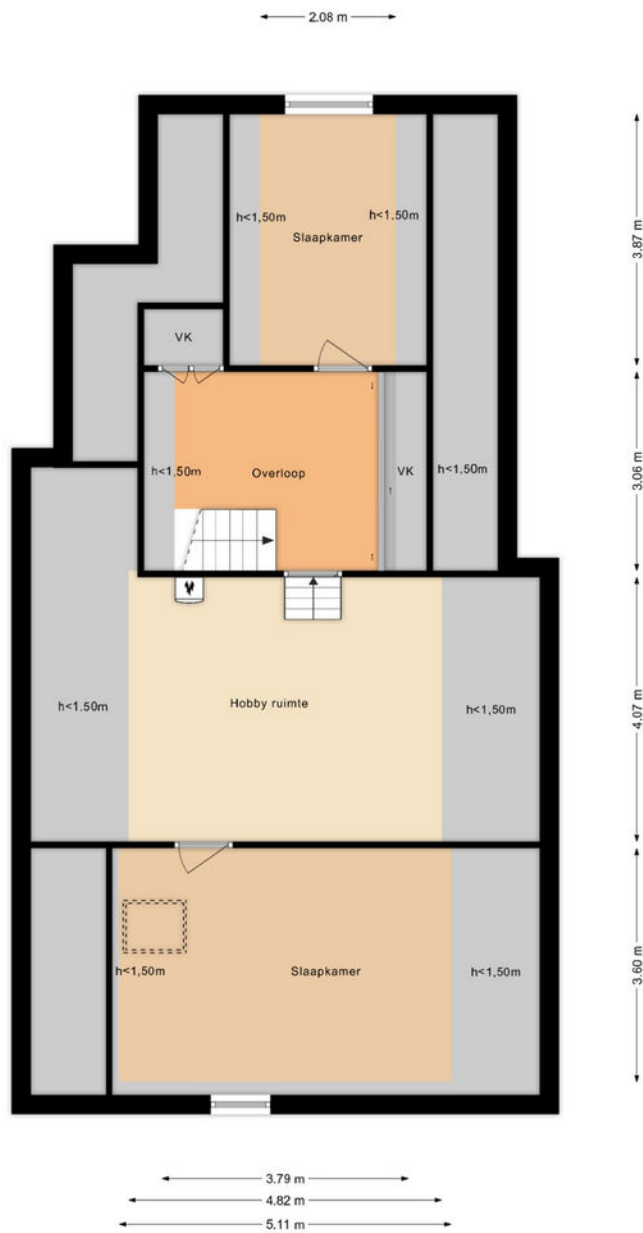 2.08 m
h<1,50m
h<1,50m
Slaapkamer
3.87 m
VK
h<1,50m
Overloop
VK
h<1,50m
3.06 m
h<1.50m
Hobby ruimte
h<1,50m
4.07 m
h<1,50m
Slaapkamer
h<1,50m
3.60 m
3.79 m
4.82 m
5.11 m